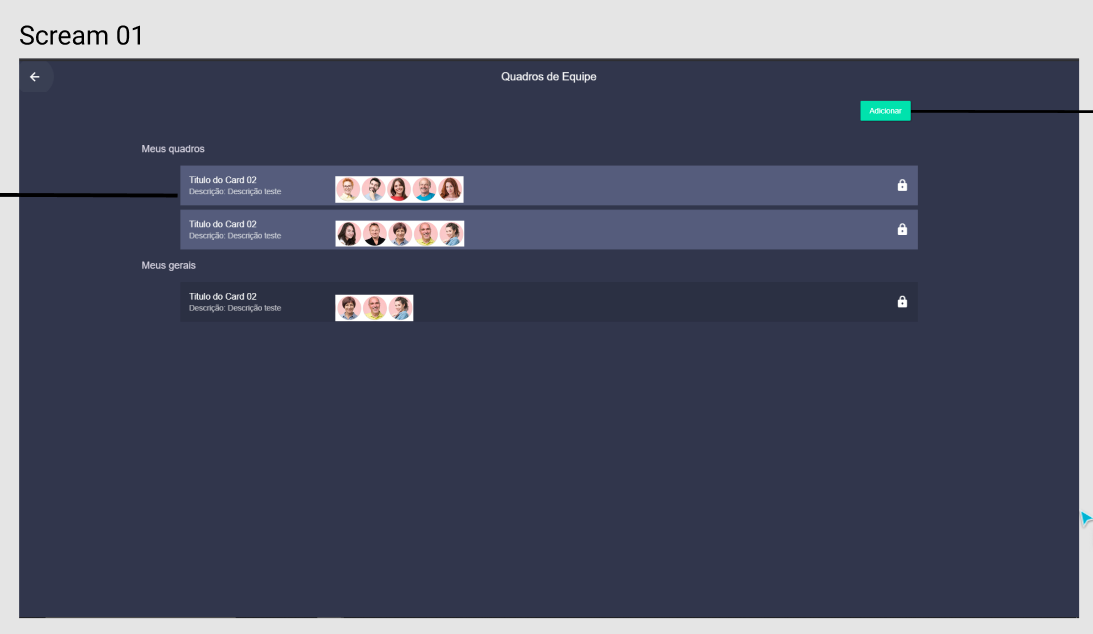 Scream 01
Quadros de Equipe
Adicionar
Meus quadros
Titulo do Card 02
Descrição: Descrição teste
Titulo do Card 02
Descrição: Descrição teste
Meus gerais
Titulo do Card 02
Descrição: Descrição teste